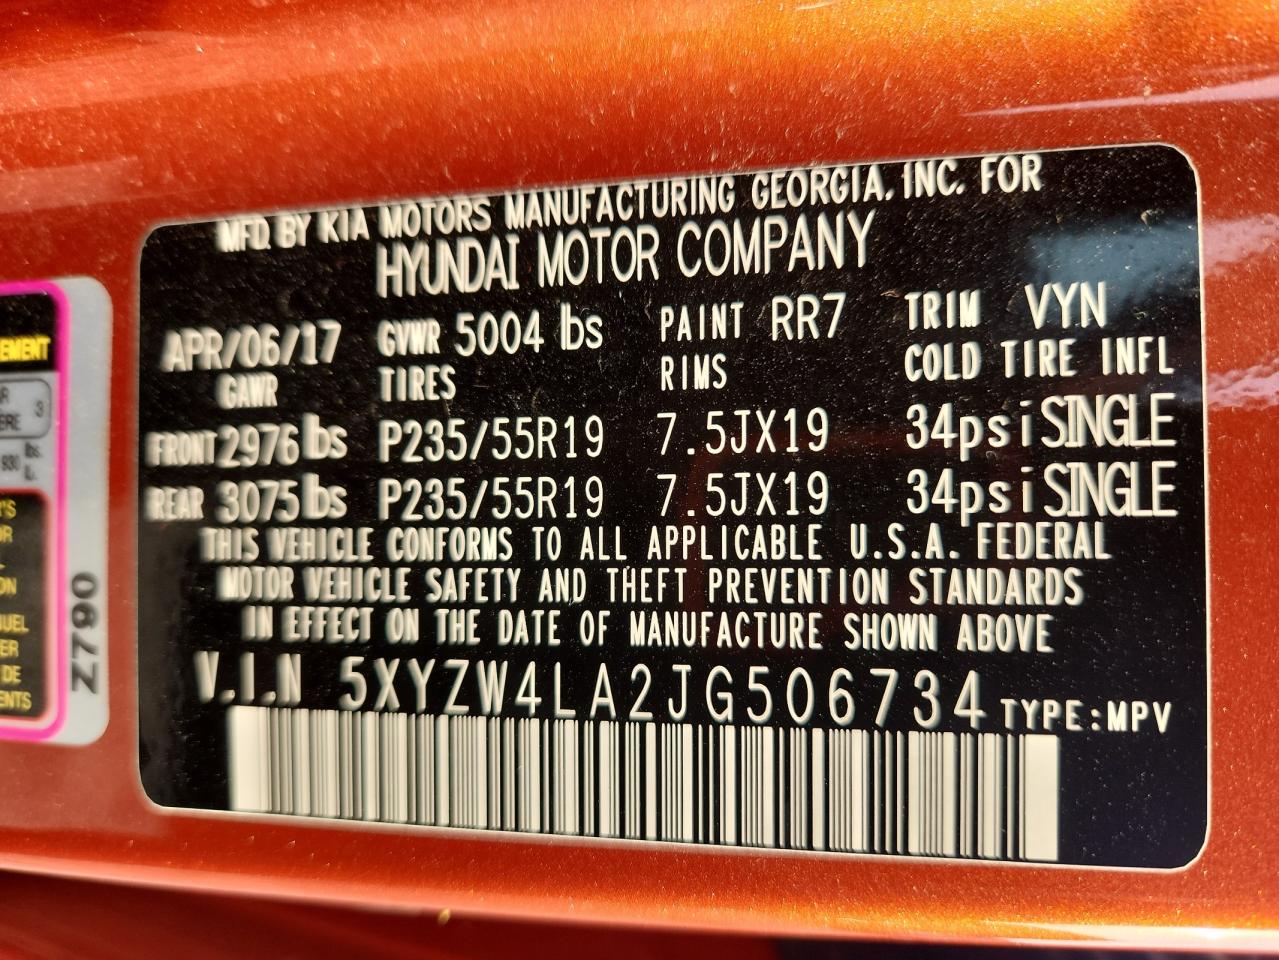 MFD BY KIA MOTORS MANUFACTURING GEORGIA, INC. FOR
HYUNDAI MOTOR COMPANY
APR/06/17 GVWR 5004 lbs PAINT RR7 TRIM VYN
GAWR TIRES RIMS COLD TIRE INFL
FRONT 2976 lbs P235/55R19 7.5JX19 34psi SINGLE
REAR 3075 lbs P235/55R19 7.5JX19 34psi SINGLE
THIS VEHICLE CONFORMS TO ALL APPLICABLE U.S.A. FEDERAL
MOTOR VEHICLE SAFETY AND THEFT PREVENTION STANDARDS
IN EFFECT ON THE DATE OF MANUFACTURE SHOWN ABOVE
V.I.N 5XYZW4LA2JG506734 TYPE:MPV
Z790